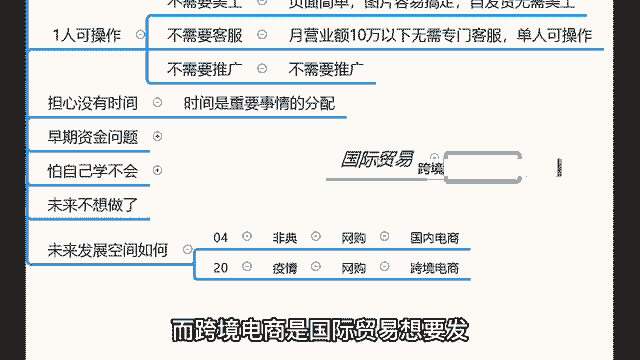 不需要美工 页面简单，图片容易搞定，自发货无需美工
1人可操作 不需要客服 月营业额10万以下无需专门客服，单人可操作
不需要推广 不需要推广
担心没有时间 时间是重要事情的分配
早期资金问题
国际贸易 跨境
怕自己学不会
未来不想做了
未来发展空间如何 04 非典 网购 国内电商
20 疫情 网购 跨境电商
而跨境电商是国际贸易想要发